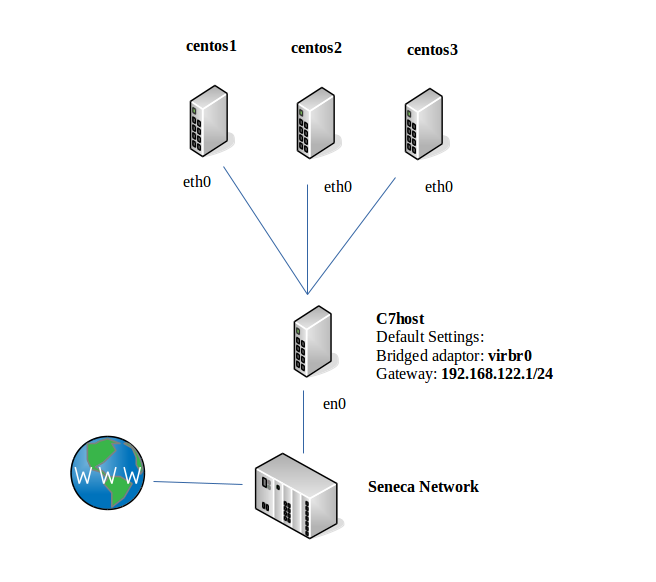 centos1
centos2
centos3
eth0
eth0
eth0
C7host
Default Settings:
Bridged adaptor: virbr0
Gateway: 192.168.122.1/24
en0
W W W
Seneca Network